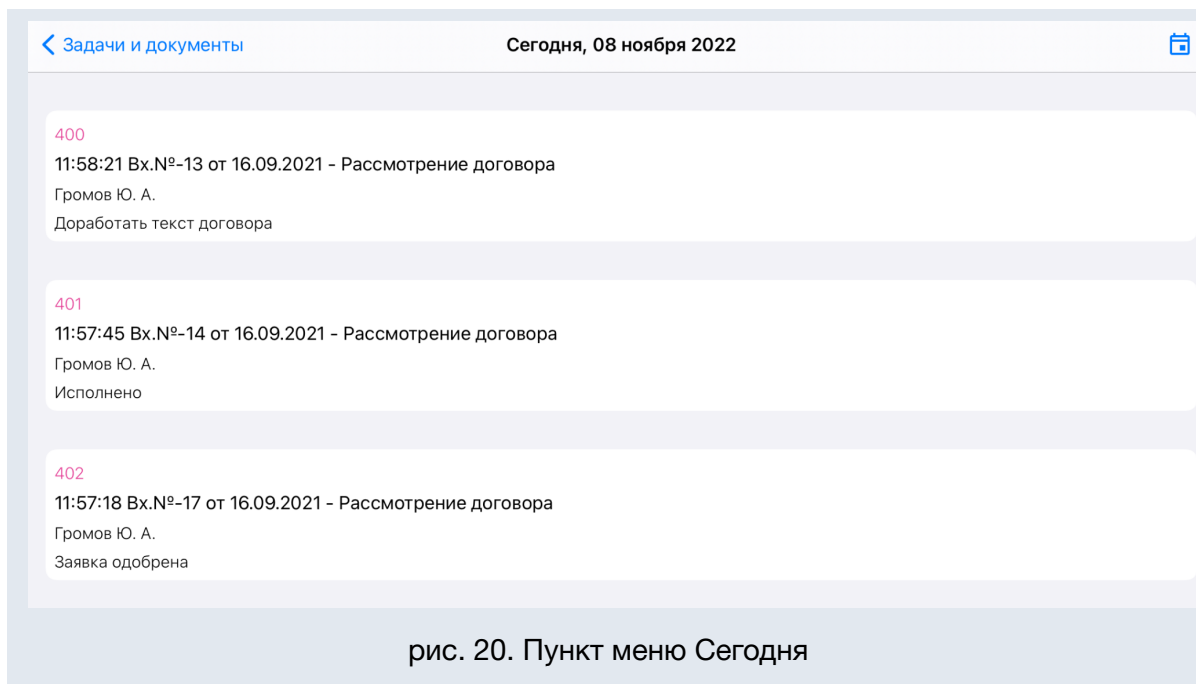 Задачи и документы
Сегодня, 08 ноября 2022
400
11:58:21 Вх.№-13 от 16.09.2021 - Рассмотрение договора
Громов Ю. А.
Доработать текст договора
401
11:57:45 Вх.№-14 от 16.09.2021 - Рассмотрение договора
Громов Ю. А.
Исполнено
402
11:57:18 Вх.№-17 от 16.09.2021 - Рассмотрение договора
Громов Ю. А.
Заявка одобрена
рис. 20. Пункт меню Сегодня